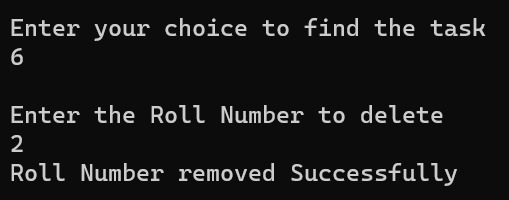 Enter your choice to find the task
6
Enter the Roll Number to delete
2
Roll Number removed Successfully